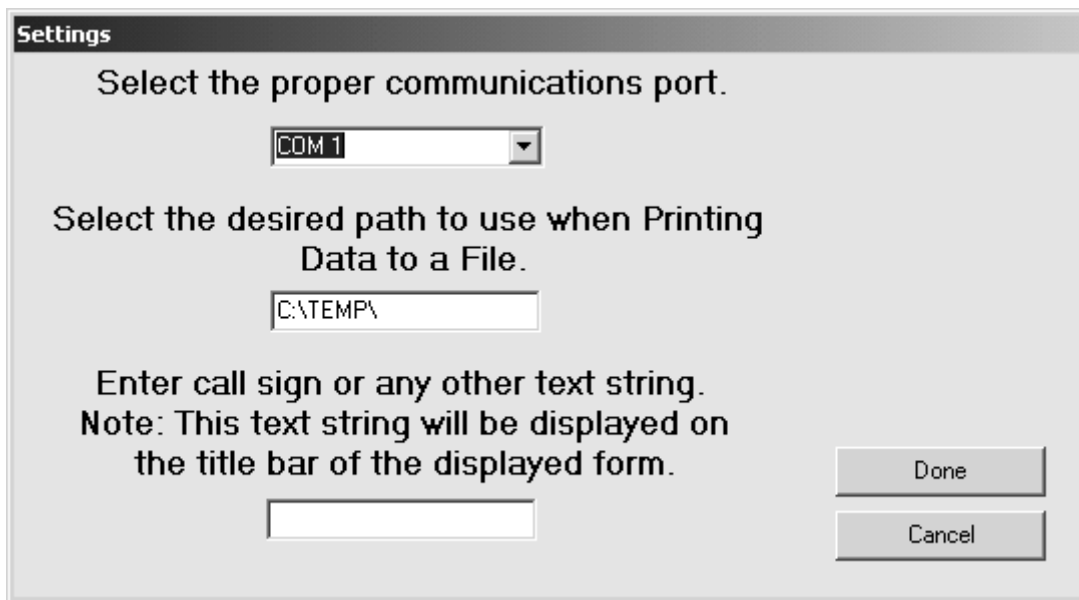 Settings
Select the proper communications port.
COM 1
Select the desired path to use when Printing
Data to a File.
C:\TEMP\
Enter call sign or any other text string.
Note: This text string will be displayed on
the title bar of the displayed form.
Done
Cancel